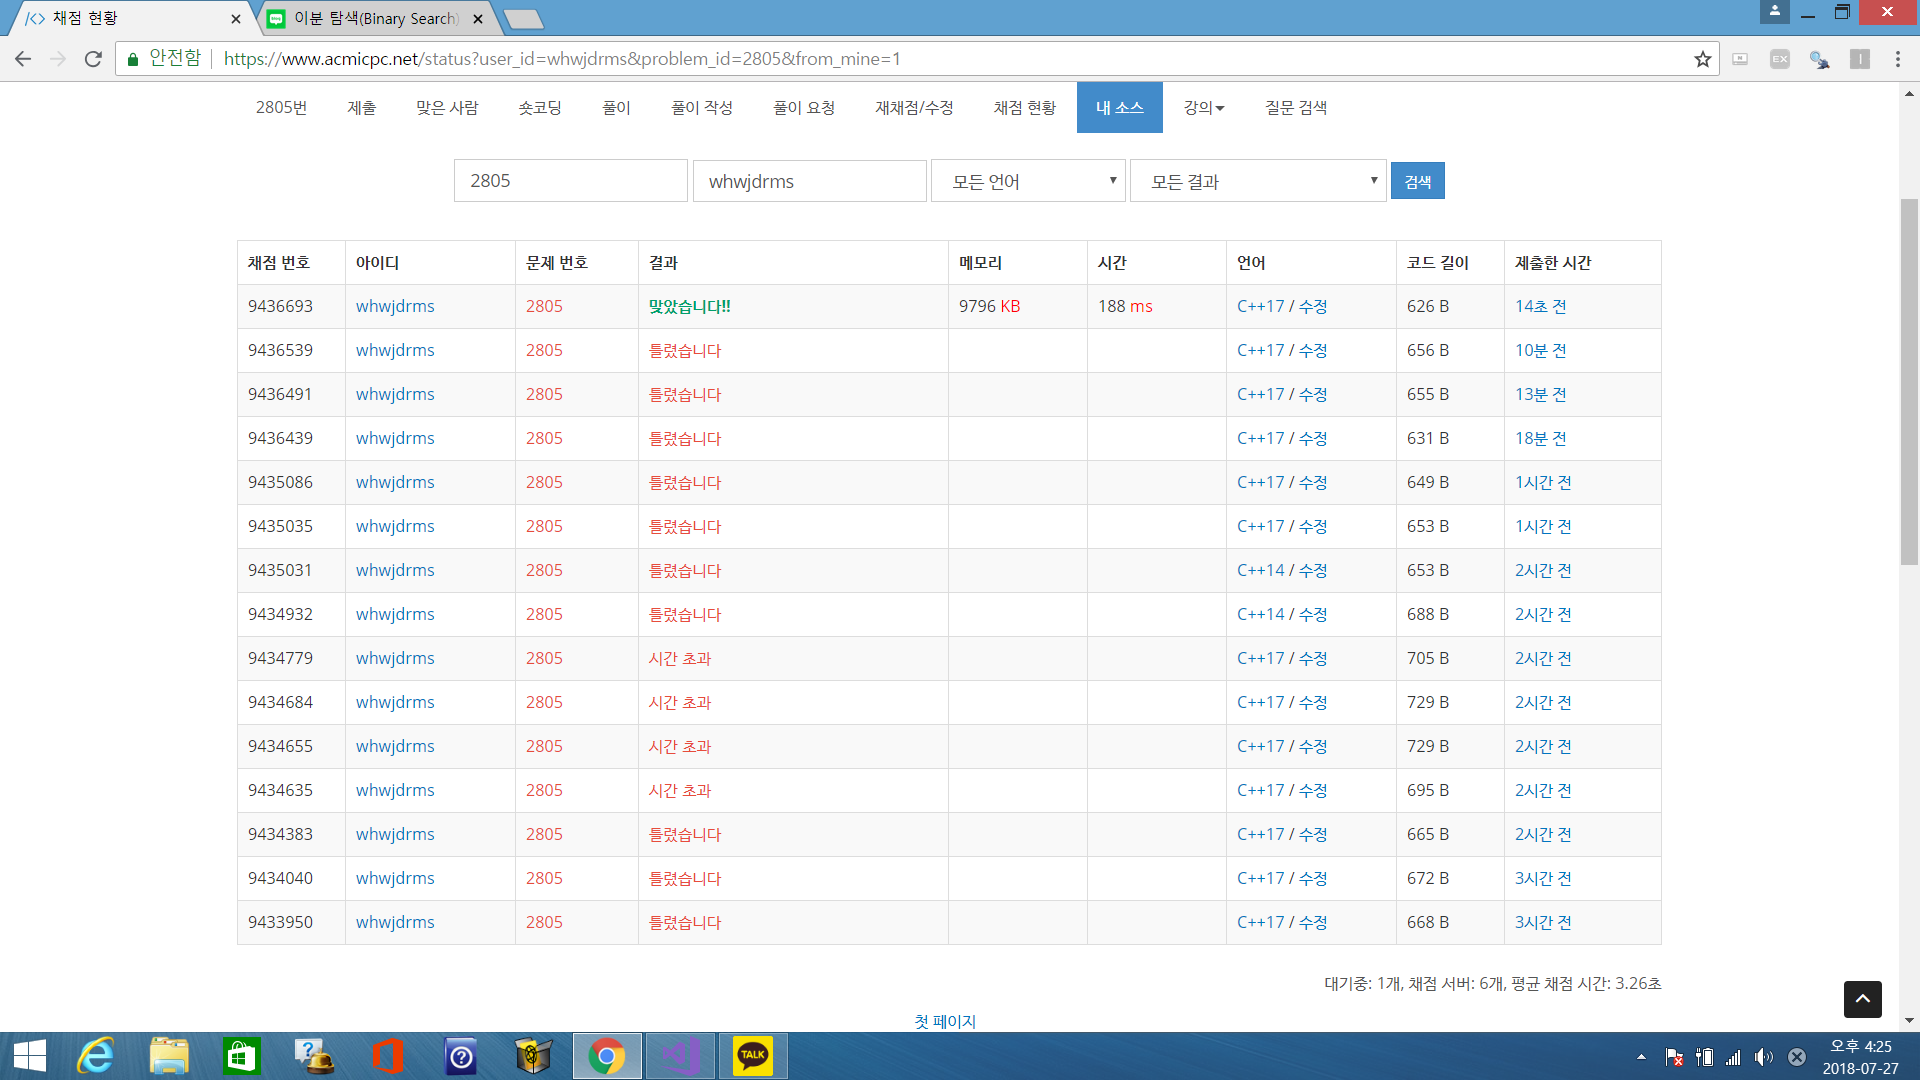 채점 현황
이분 탐색(Binary Search)
안전함
https://www.acmicpc.net/status?user_id=whwjdrms&problem_id=2805&from_mine=1
2805번 제출 맞은 사람 숏코딩 풀이 풀이 작성 풀이 요청 재채점/수정 채점 현황 내 소스 강의 질문 검색
2805 whwjdrms 모든 언어 모든 결과 검색
채점 번호 아이디 문제 번호 결과 메모리 시간 언어 코드 길이 제출한 시간
9436693 whwjdrms 2805 맞았습니다!! 9796 KB 188 ms C++17 / 수정 626 B 14초 전
9436539 whwjdrms 2805 틀렸습니다 C++17 / 수정 656 B 10분 전
9436491 whwjdrms 2805 틀렸습니다 C++17 / 수정 655 B 13분 전
9436439 whwjdrms 2805 틀렸습니다 C++17 / 수정 631 B 18분 전
9435086 whwjdrms 2805 틀렸습니다 C++17 / 수정 649 B 1시간 전
9435035 whwjdrms 2805 틀렸습니다 C++17 / 수정 653 B 1시간 전
9435031 whwjdrms 2805 틀렸습니다 C++14 / 수정 653 B 2시간 전
9434932 whwjdrms 2805 틀렸습니다 C++14 / 수정 688 B 2시간 전
9434779 whwjdrms 2805 시간 초과 C++17 / 수정 705 B 2시간 전
9434684 whwjdrms 2805 시간 초과 C++17 / 수정 729 B 2시간 전
9434655 whwjdrms 2805 시간 초과 C++17 / 수정 729 B 2시간 전
9434635 whwjdrms 2805 시간 초과 C++17 / 수정 695 B 2시간 전
9434383 whwjdrms 2805 틀렸습니다 C++17 / 수정 665 B 2시간 전
9434040 whwjdrms 2805 틀렸습니다 C++17 / 수정 672 B 3시간 전
9433950 whwjdrms 2805 틀렸습니다 C++17 / 수정 668 B 3시간 전
대기중: 1개, 채점 서버: 6개, 평균 채점 시간: 3.26초
첫 페이지
TALK
오후 4:25
2018-07-27